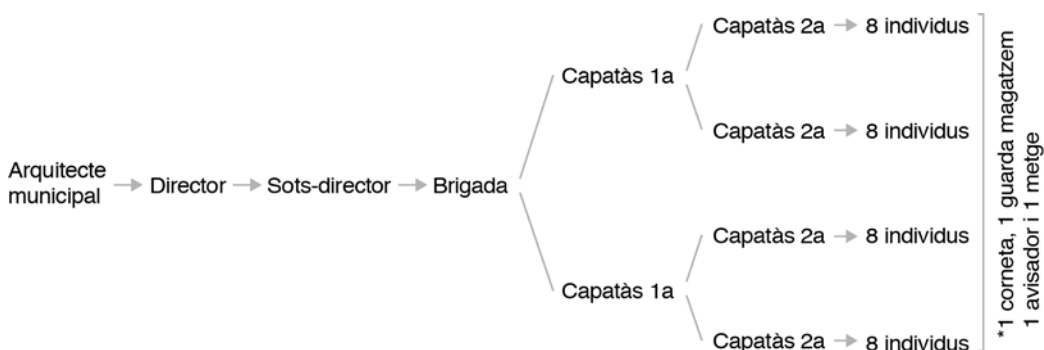 Arquitecte
municipal
Director
Sots-director
Brigada
Capatàs 1a
Capatàs 2a
8 individus
Capatàs 2a
8 individus
Capatàs 1a
Capatàs 2a
8 individus
Capatàs 2a
8 individus
*1 corneta, 1 guarda magatzem
1 avisador i 1 metge